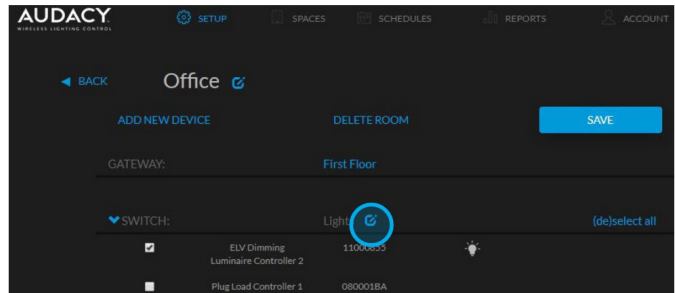 AUDACY
WIRELESS LIGHTING CONTROL
SETUP SPACES SCHEDULES REPORTS ACCOUNT
BACK Office
ADD NEW DEVICE DELETE ROOM SAVE
GATEWAY: First Floor
SWITCH: Light (de)select all
ELV Dimming 11000855
Luminaire Controller 2
Plug Load Controller 1 080001BA